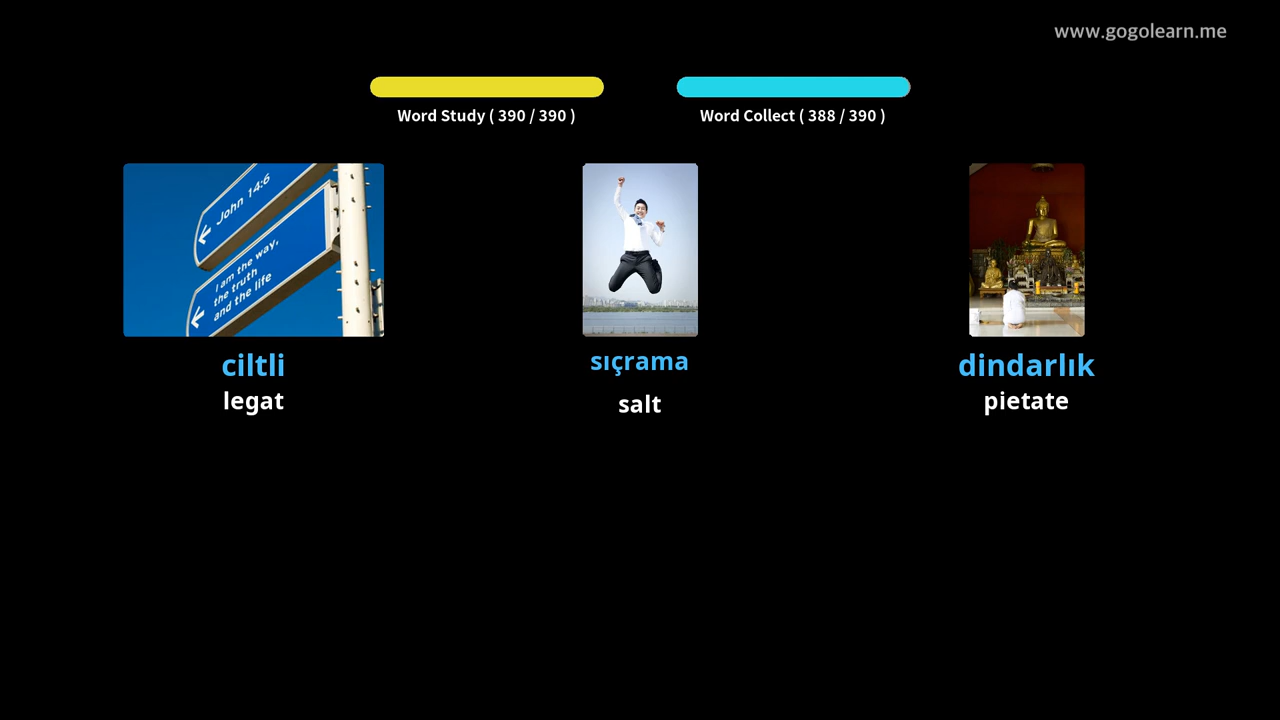 www.gogolearn.me
Word Study ( 390 / 390 )
Word Collect ( 388 / 390 )
John 14:6
I am the way,
the truth
and the life
ciltli
sıçrama
dindarlık
legat
salt
pietate